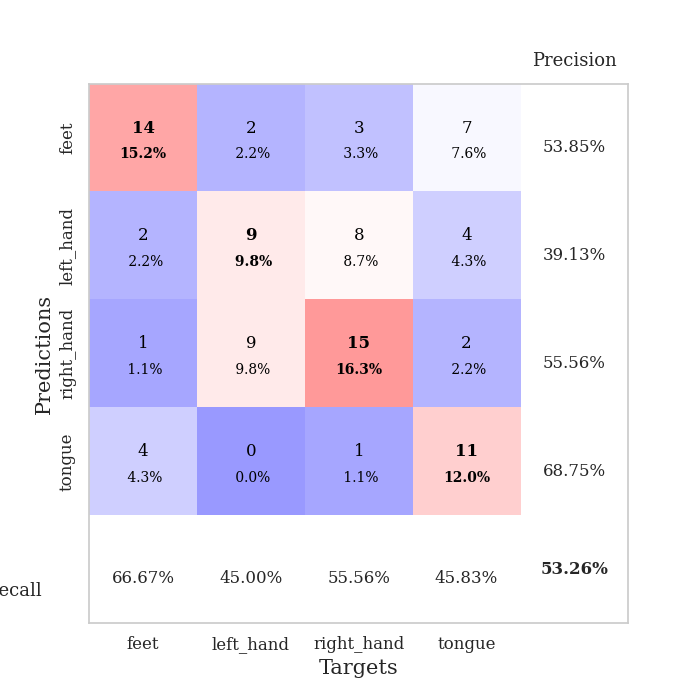 Precision
feet
14 2 3 7 53.85%
15.2% 2.2% 3.3% 7.6%
left_hand
2 9 8 4 39.13%
2.2% 9.8% 8.7% 4.3%
Predictions
right_hand
1 9 15 2 55.56%
1.1% 9.8% 16.3% 2.2%
tongue
4 0 1 11 68.75%
4.3% 0.0% 1.1% 12.0%
ecall 66.67% 45.00% 55.56% 45.83% 53.26%
feet left_hand right_hand tongue
Targets